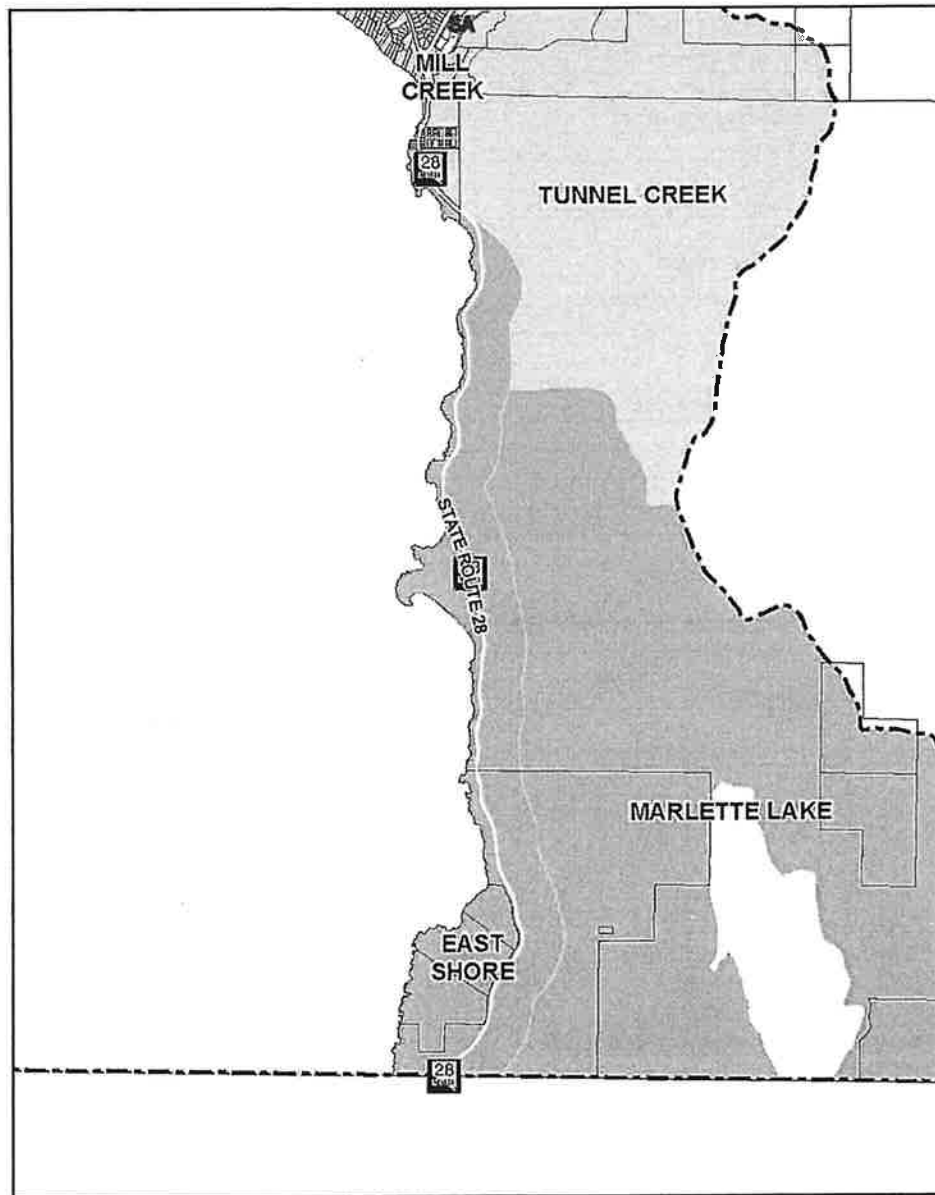 MILL
CREEK
28
TUNNEL CREEK
STATE ROUTE 28
MARLETTE LAKE
EAST
SHORE
28